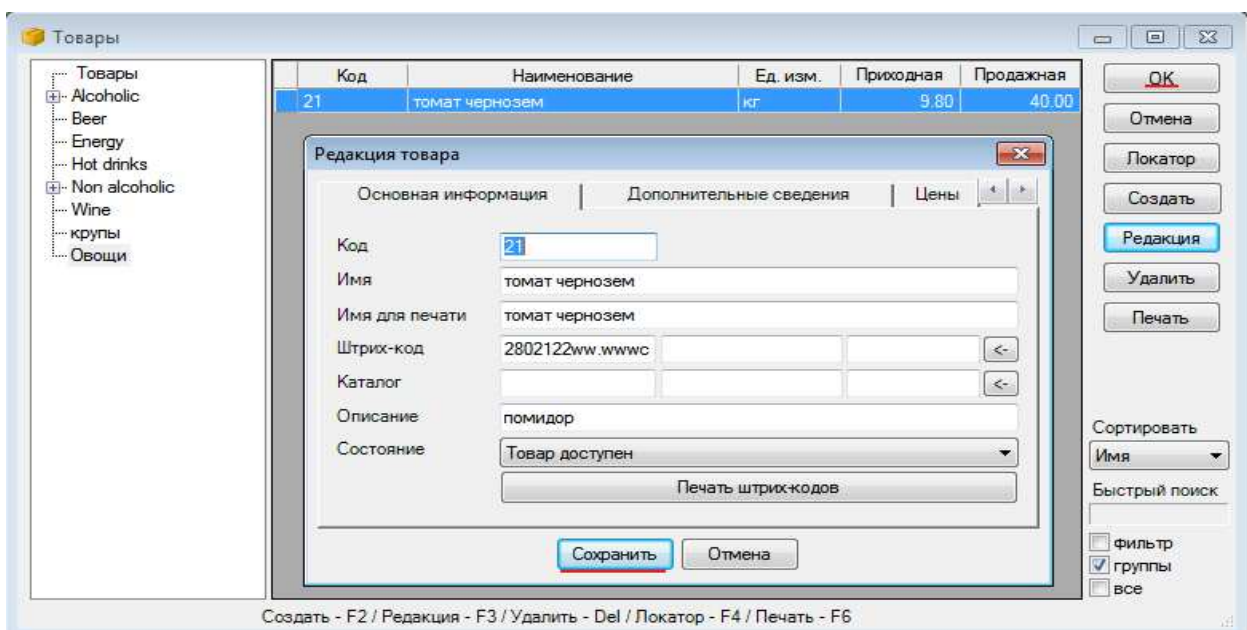 Товары
Товары
Alcoholic
Beer
Energy
Hot drinks
Non alcoholic
Wine
крупы
Овощи
Код Наименование Ед. изм. Приходная Продажная
21 томат чернозем кг 9.80 40.00
Редакция товара
Основная информация Дополнительные сведения Цены
Код 21
Имя томат чернозем
Имя для печати томат чернозем
Штрих-код 2802122ww.wwwc <-
Каталог <-
Описание помидор
Состояние Товар доступен
Печать штрих-кодов
Сохранить Отмена
OK
Отмена
Локатор
Создать
Редакция
Удалить
Печать
Сортировать
Имя
Быстрый поиск
фильтр
группы
все
Создать - F2 / Редакция - F3 / Удалить - Del / Локатор - F4 / Печать - F6